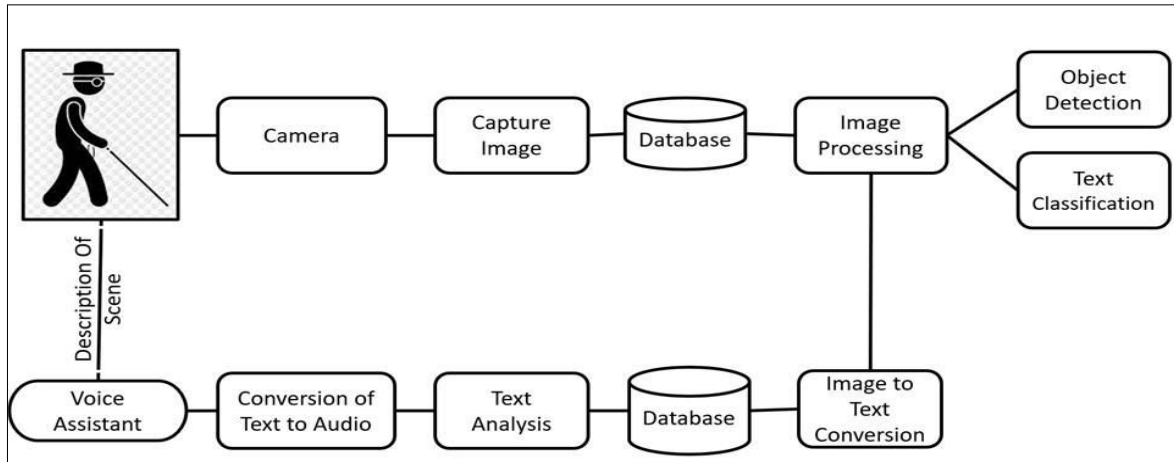 Camera
Capture
Image
Database
Image
Processing
Object
Detection
Text
Classification
Description Of
Scene
Voice
Assistant
Conversion of
Text to Audio
Text
Analysis
Database
Image to
Text
Conversion